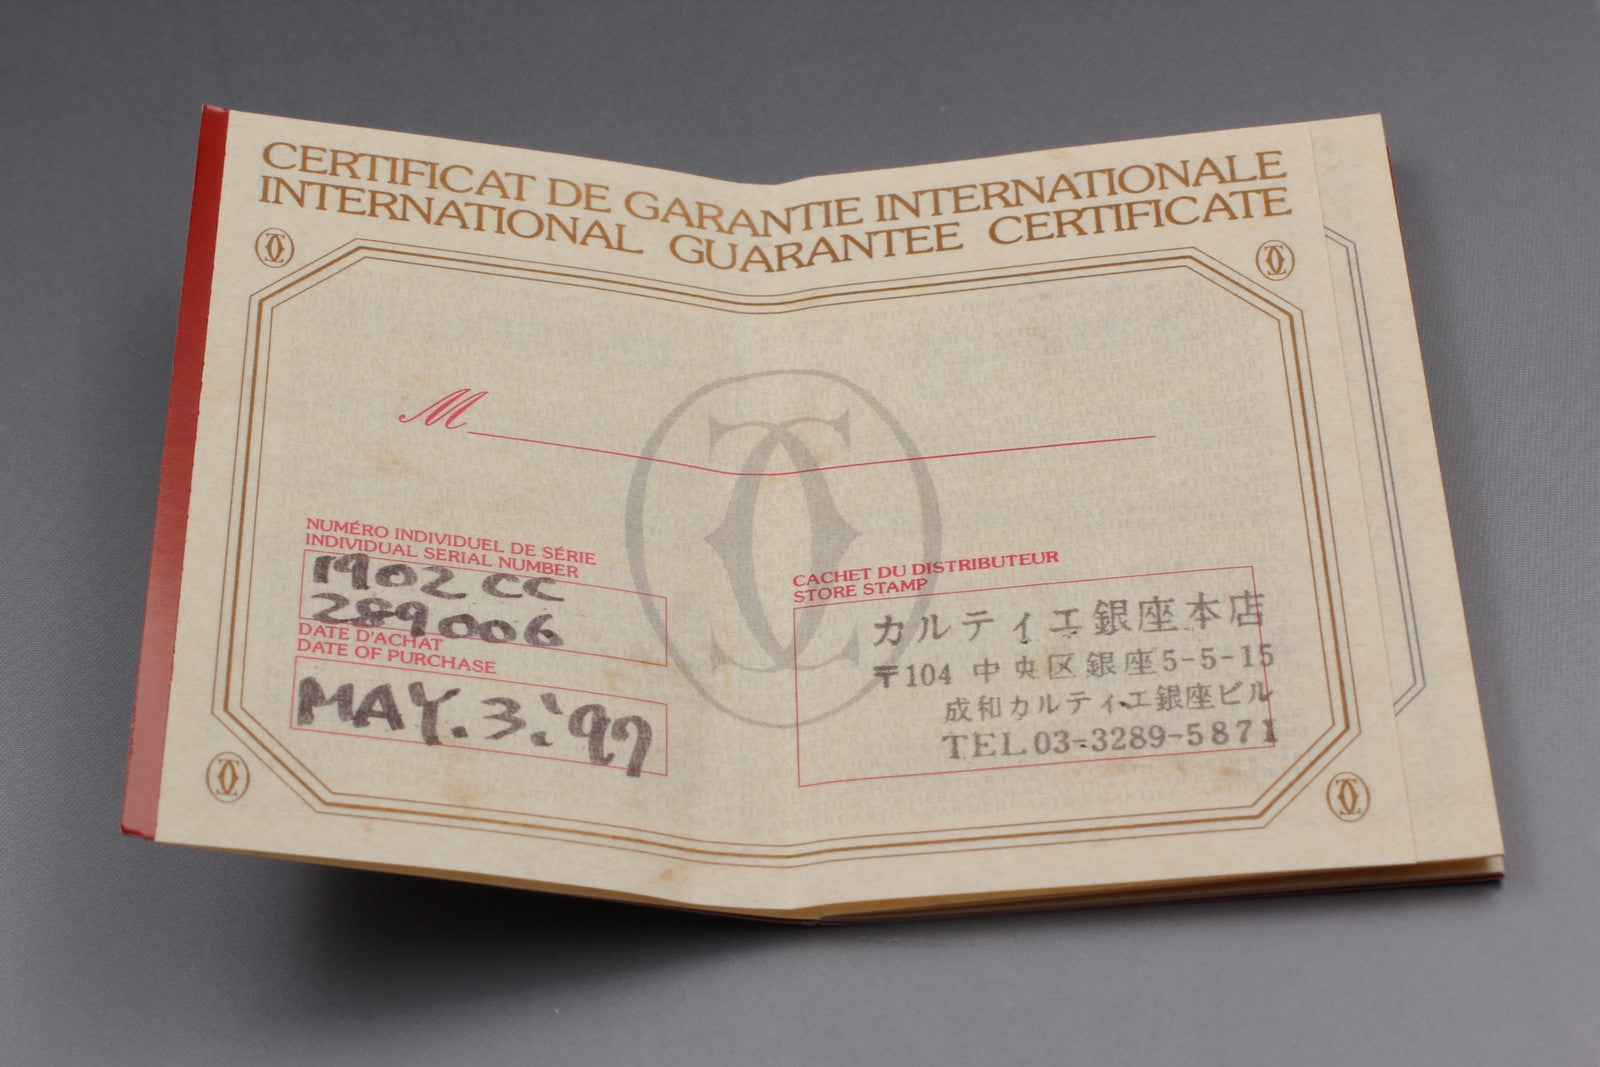 CERTIFICAT DE GARANTIE INTERNATIONALE
INTERNATIONAL GUARANTEE CERTIFICATE
M
NUMÉRO INDIVIDUEL DE SÉRIE
INDIVIDUAL SERIAL NUMBER
1902 CC
289006
DATE D'ACHAT
DATE OF PURCHASE
MAY. 3. '97
CACHET DU DISTRIBUTEUR
STORE STAMP
カルティエ銀座本店
〒104 中央区銀座5-5-15
成和カルティエ銀座ビル
TEL 03-3289-5871